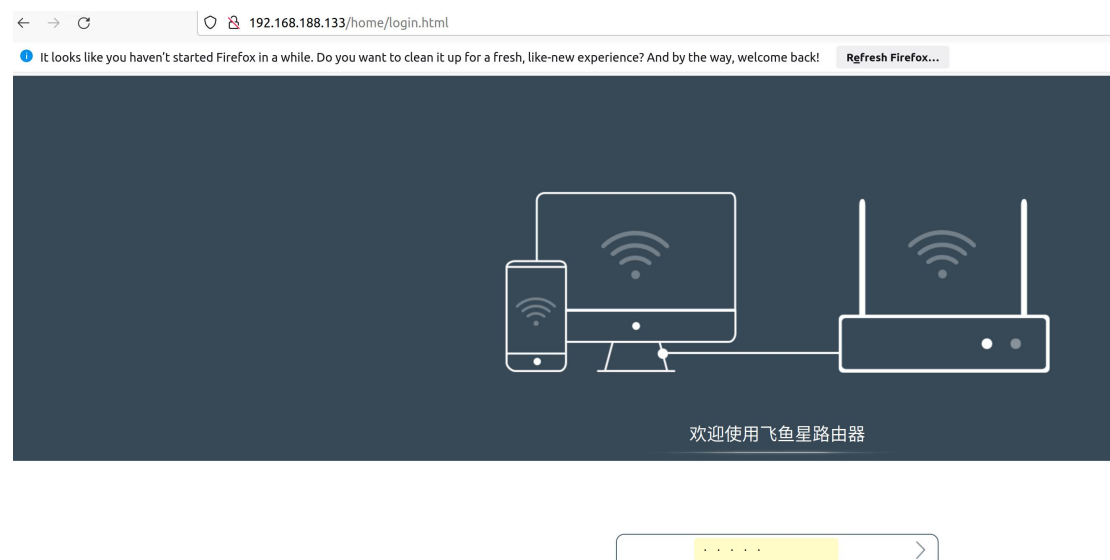 192.168.188.133/home/login.html
It looks like you haven't started Firefox in a while. Do you want to clean it up for a fresh, like-new experience? And by the way, welcome back!
Refresh Firefox...
欢迎使用飞鱼星路由器